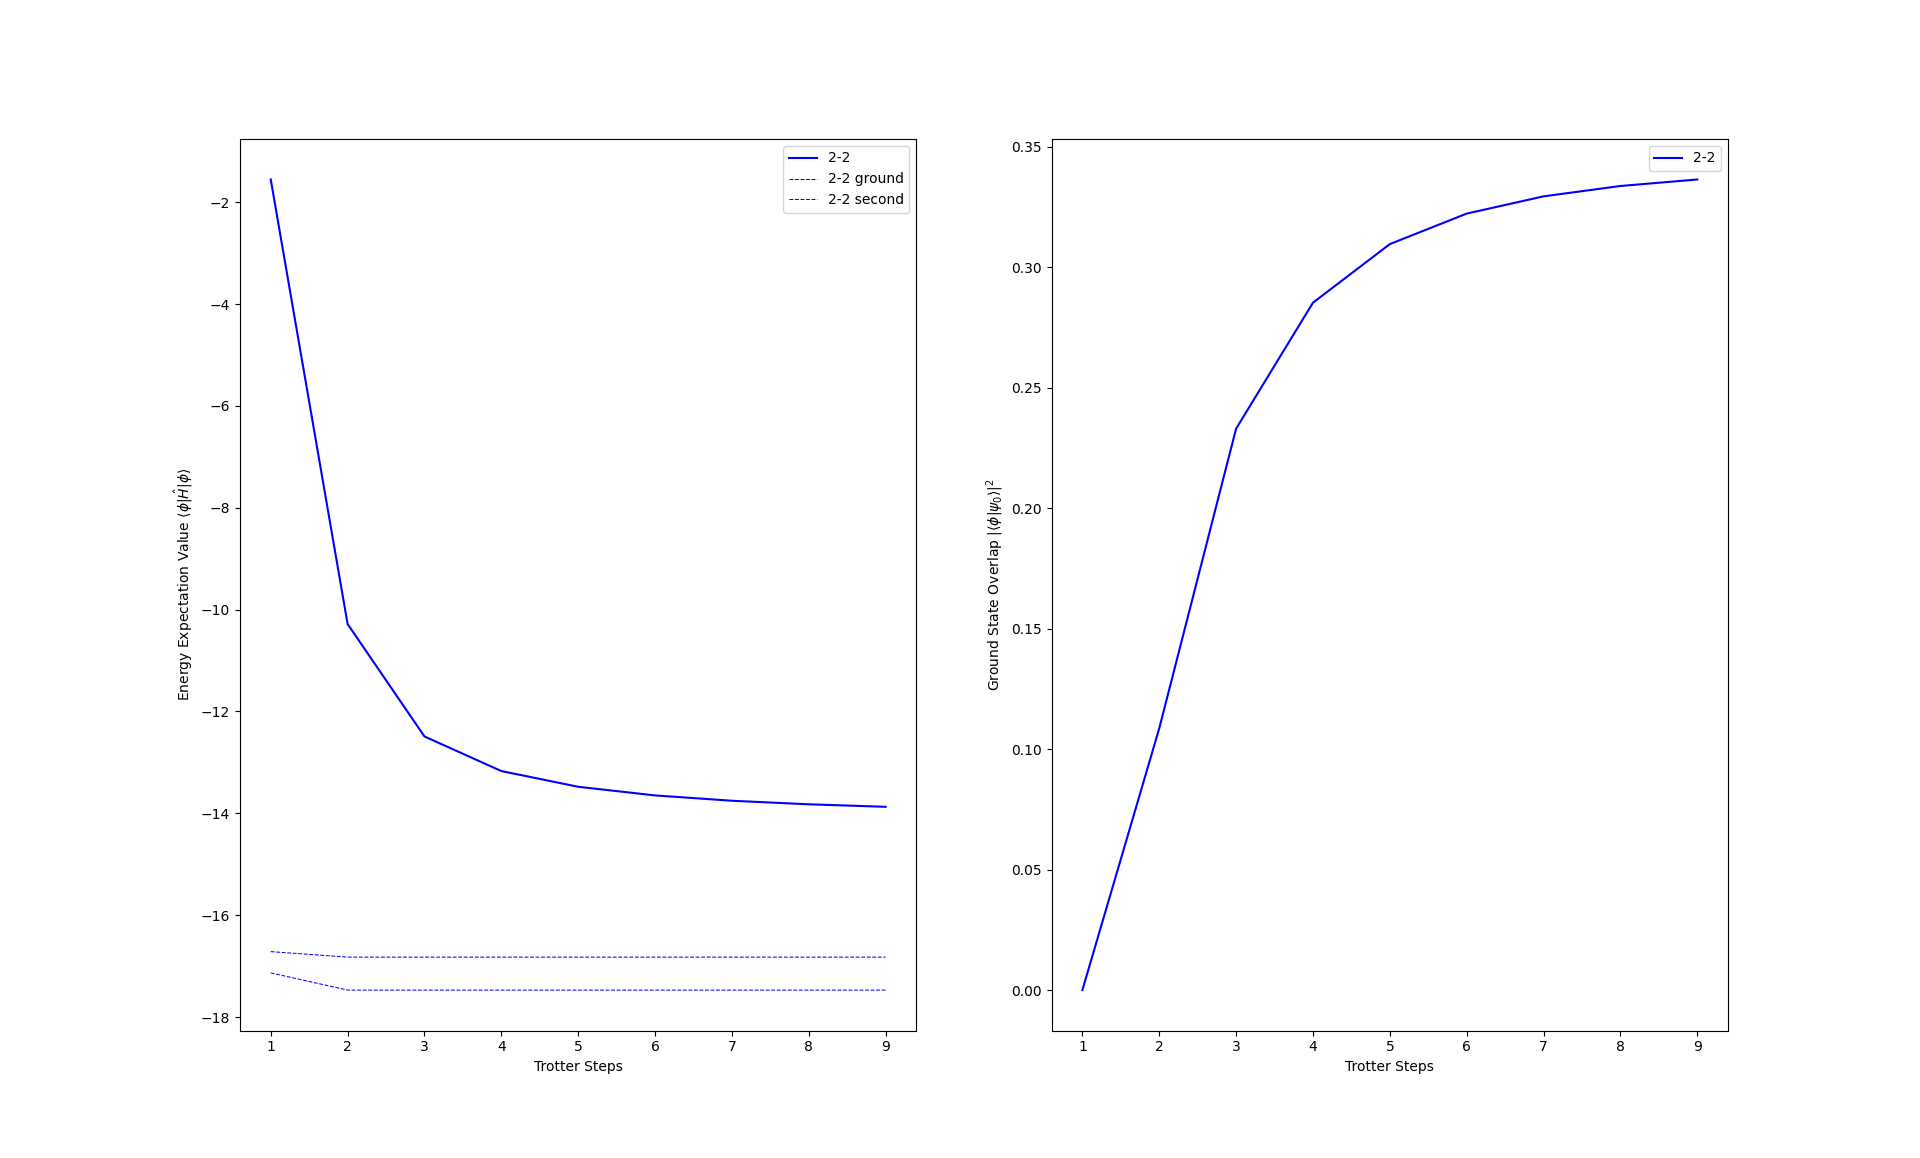 2-2
2-2 ground
2-2 second
−2
−4
−6
−8
−10
−12
−14
−16
−18
Energy Expectation Value ⟨ϕ|Ĥ|ϕ⟩
1 2 3 4 5 6 7 8 9
Trotter Steps
2-2
0.35
0.30
0.25
0.20
0.15
0.10
0.05
0.00
Ground State Overlap |⟨ϕ|ψ₀⟩|²
1 2 3 4 5 6 7 8 9
Trotter Steps